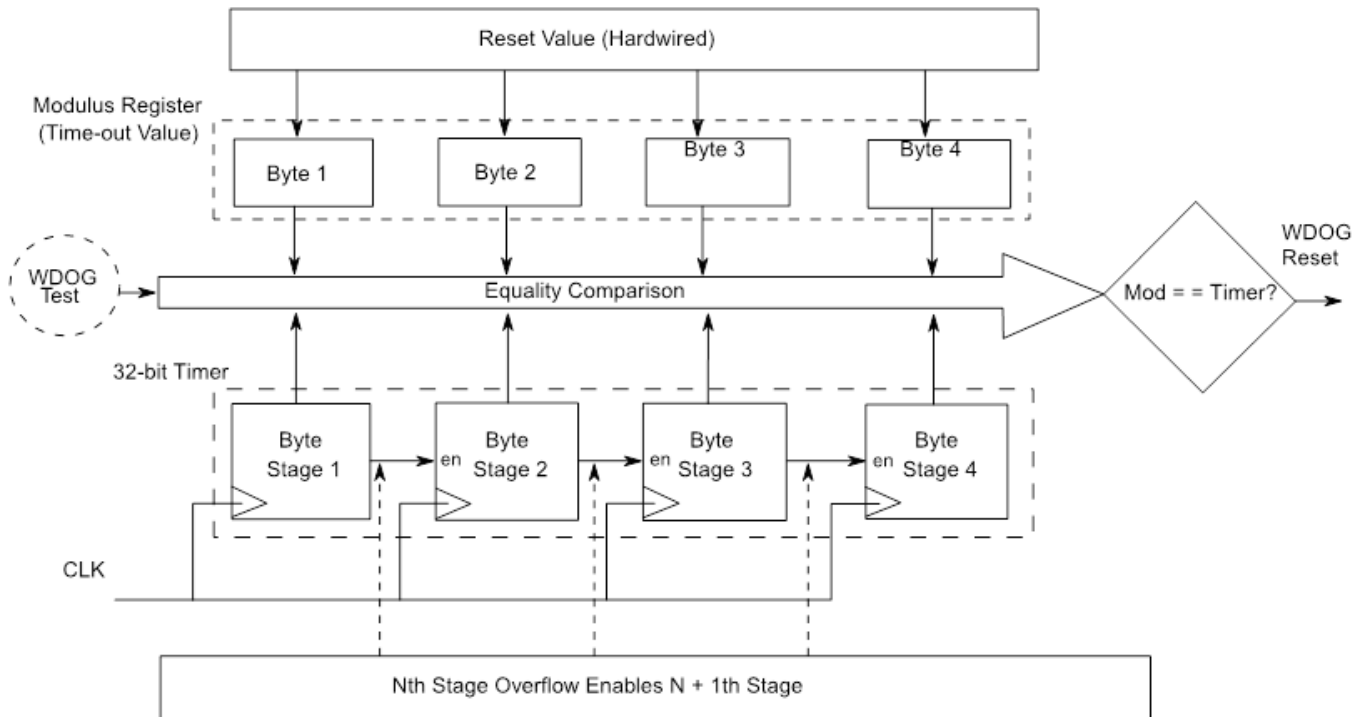 Reset Value (Hardwired)
Modulus Register
(Time-out Value)
Byte 1
Byte 2
Byte 3
Byte 4
WDOG
Test
Equality Comparison
Mod = = Timer?
WDOG
Reset
32-bit Timer
Byte
Stage 1
en
Byte
Stage 2
en
Byte
Stage 3
en
Byte
Stage 4
CLK
Nth Stage Overflow Enables N + 1th Stage